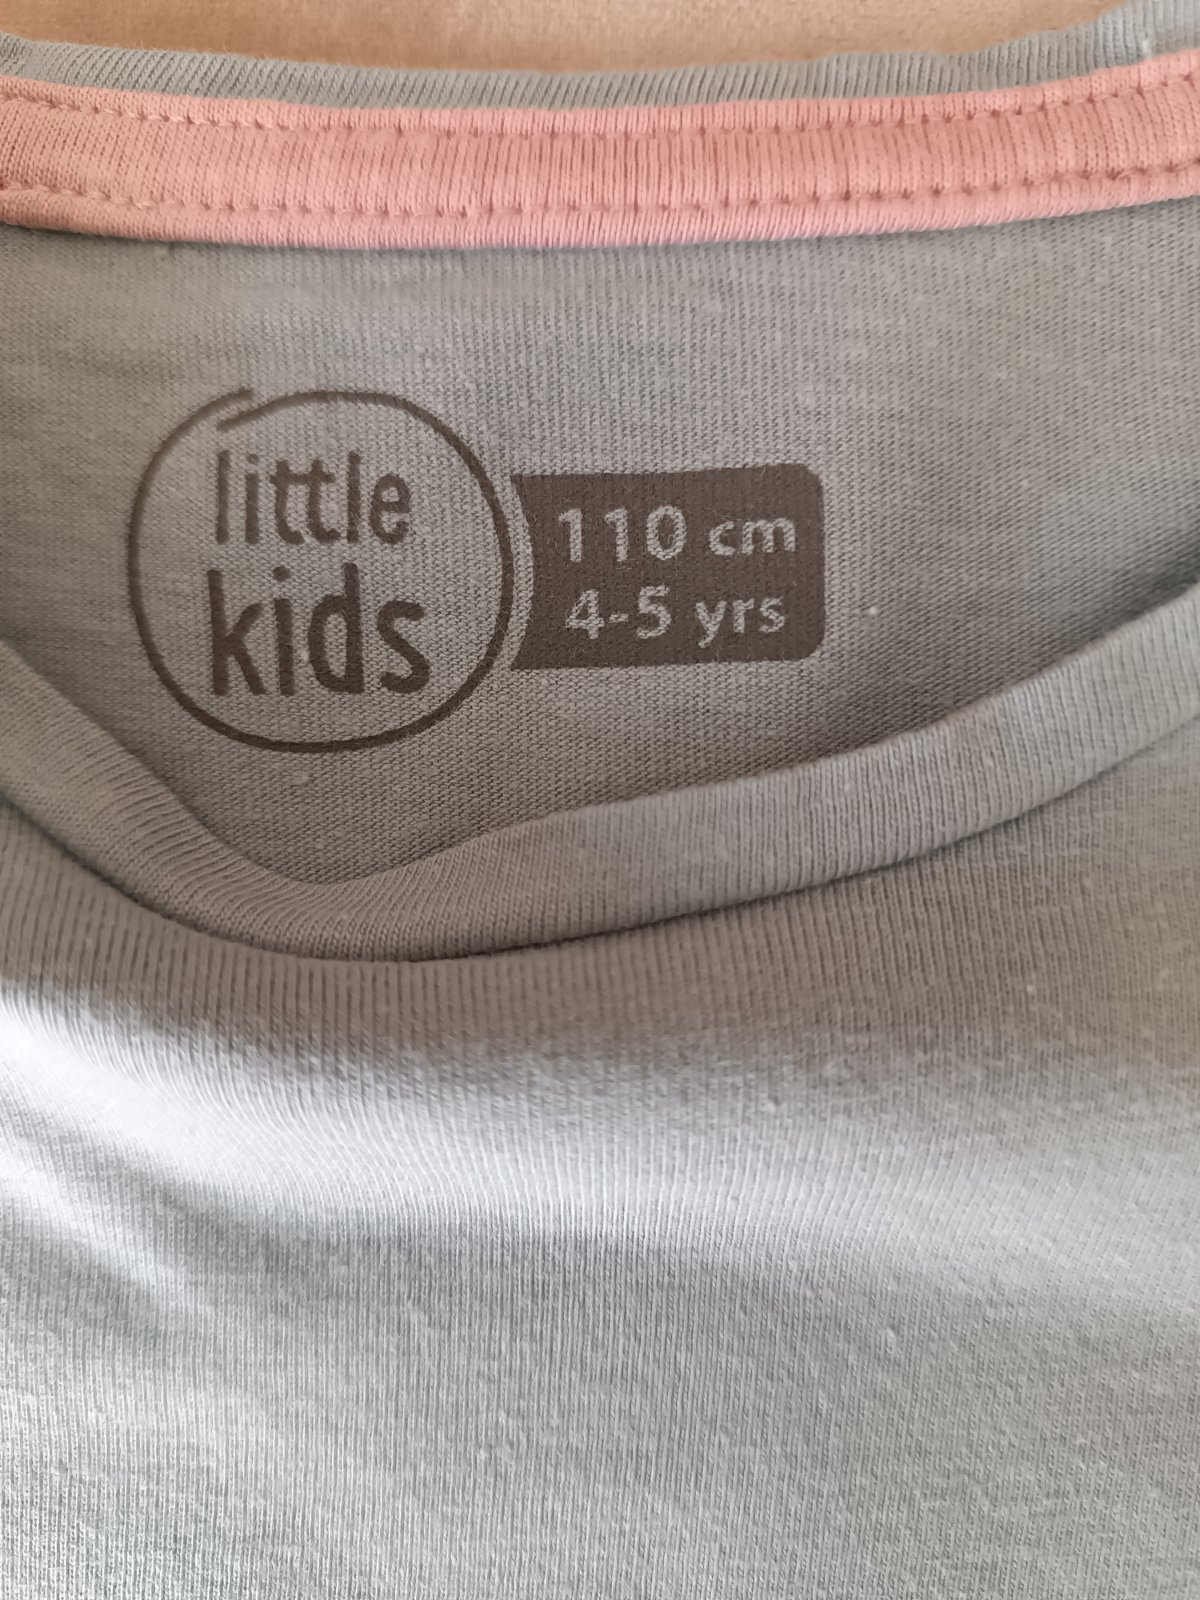 little
kids
110 cm
4-5 yrs